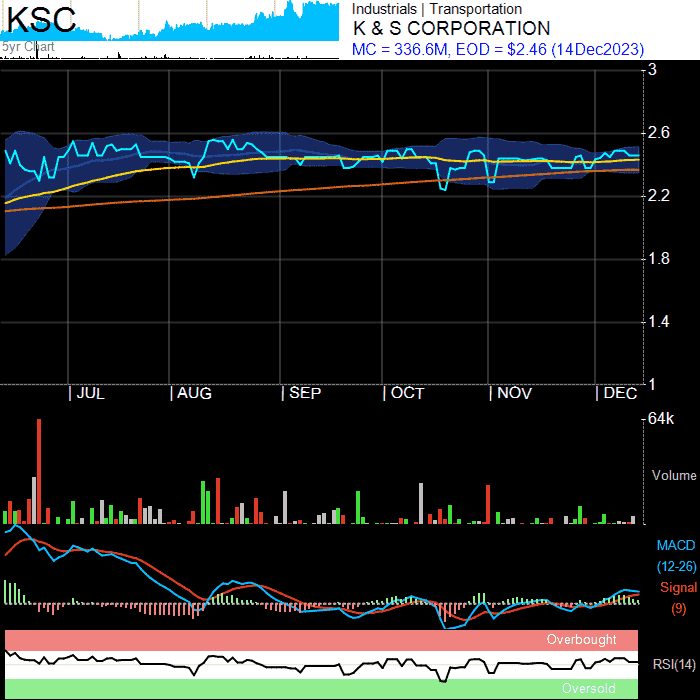 KSC
5yr Chart
Industrials | Transportation
K & S CORPORATION
MC = 336.6M, EOD = $2.46 (14Dec2023)
3
2.6
2.2
1.8
1.4
1
| JUL | AUG | SEP | OCT | NOV | DEC
64k
Volume
MACD
(12-26)
Signal
(9)
Overbought
RSI(14)
Oversold